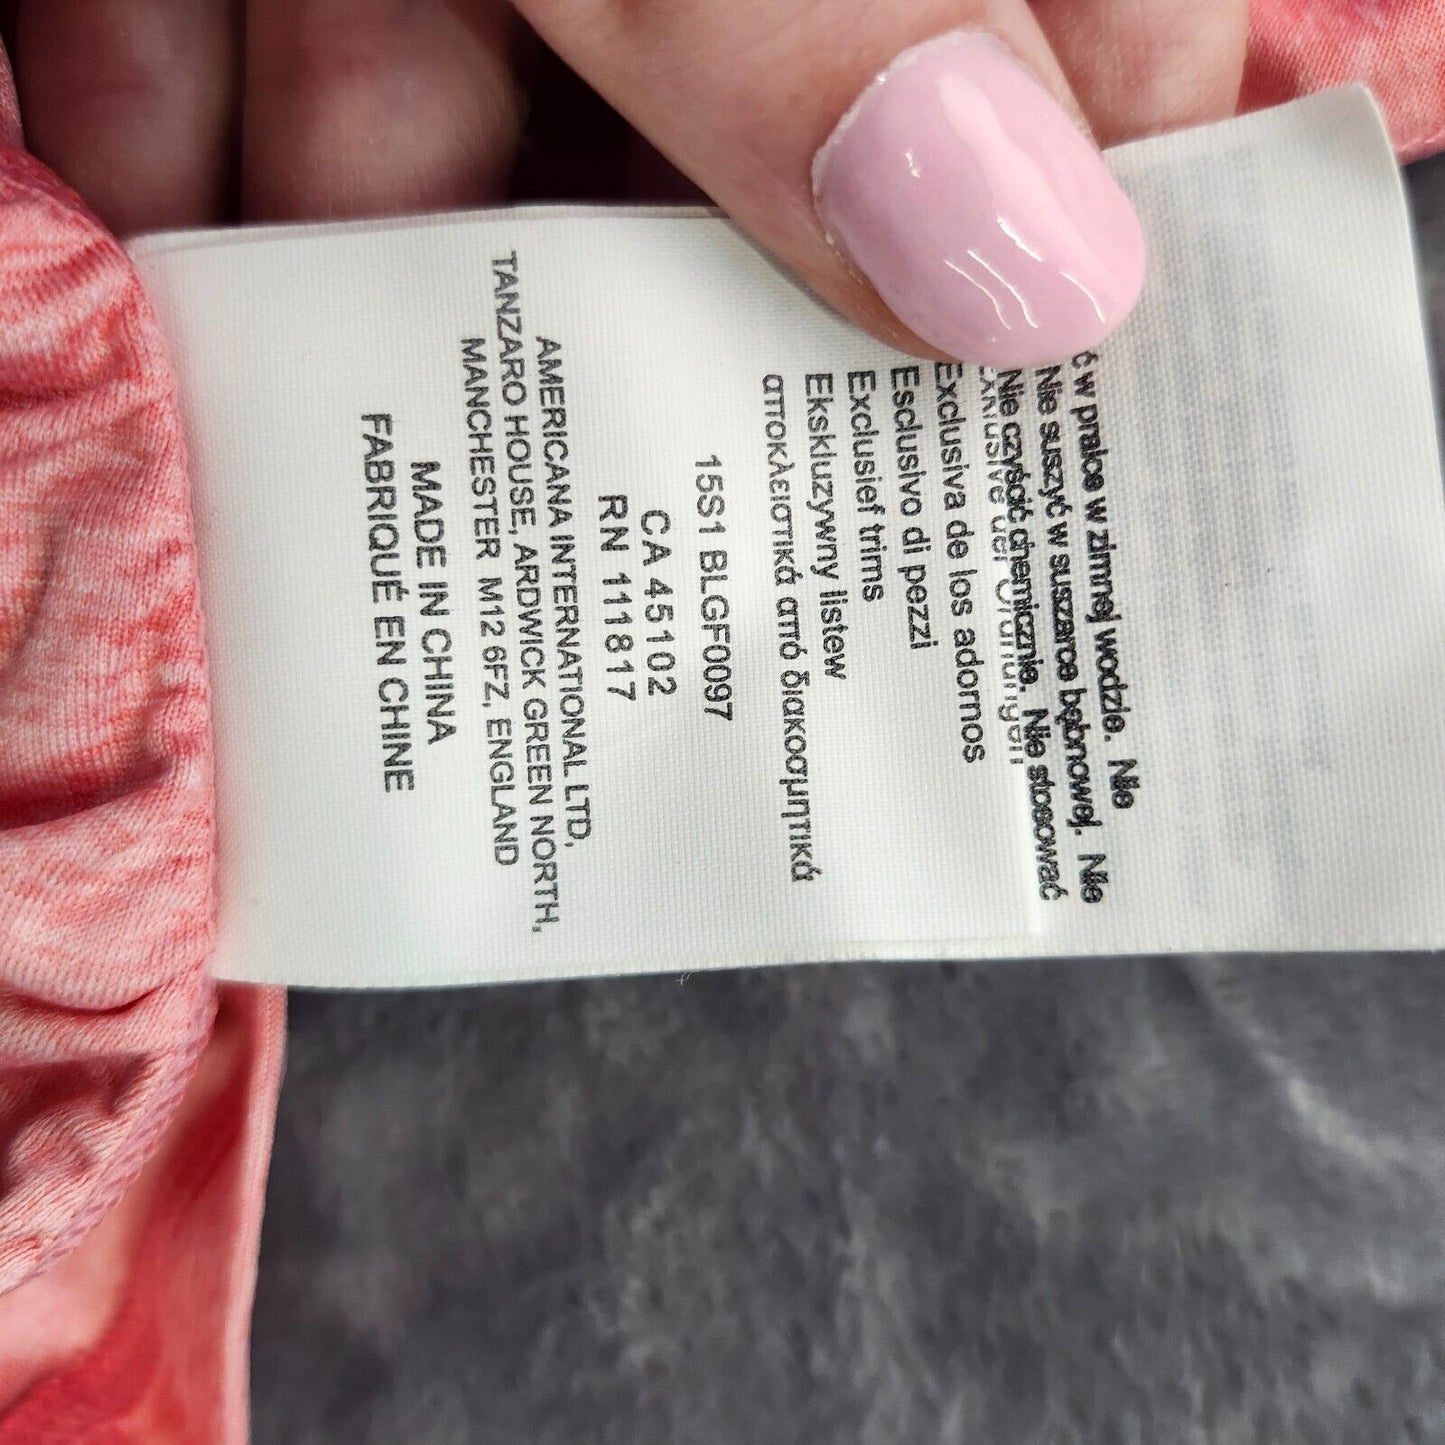 ć w pralce w zimnej wodzie. Nie
Nie suszyć w suszarce bębnowej. Nie
Nie czyścić chemicznie. Nie stosować
Exclusiva de los adornos
Esclusivo di pezzi
Exclusief trims
Ekskluzywny listew
αποκλειστικά από διακοσμητικά
15S1 BLGF0097
CA 45102
RN 111817
AMERICANA INTERNATIONAL LTD,
TANZARO HOUSE, ARDWICK GREEN NORTH,
MANCHESTER M12 6FZ, ENGLAND
MADE IN CHINA
FABRIQUÉ EN CHINE